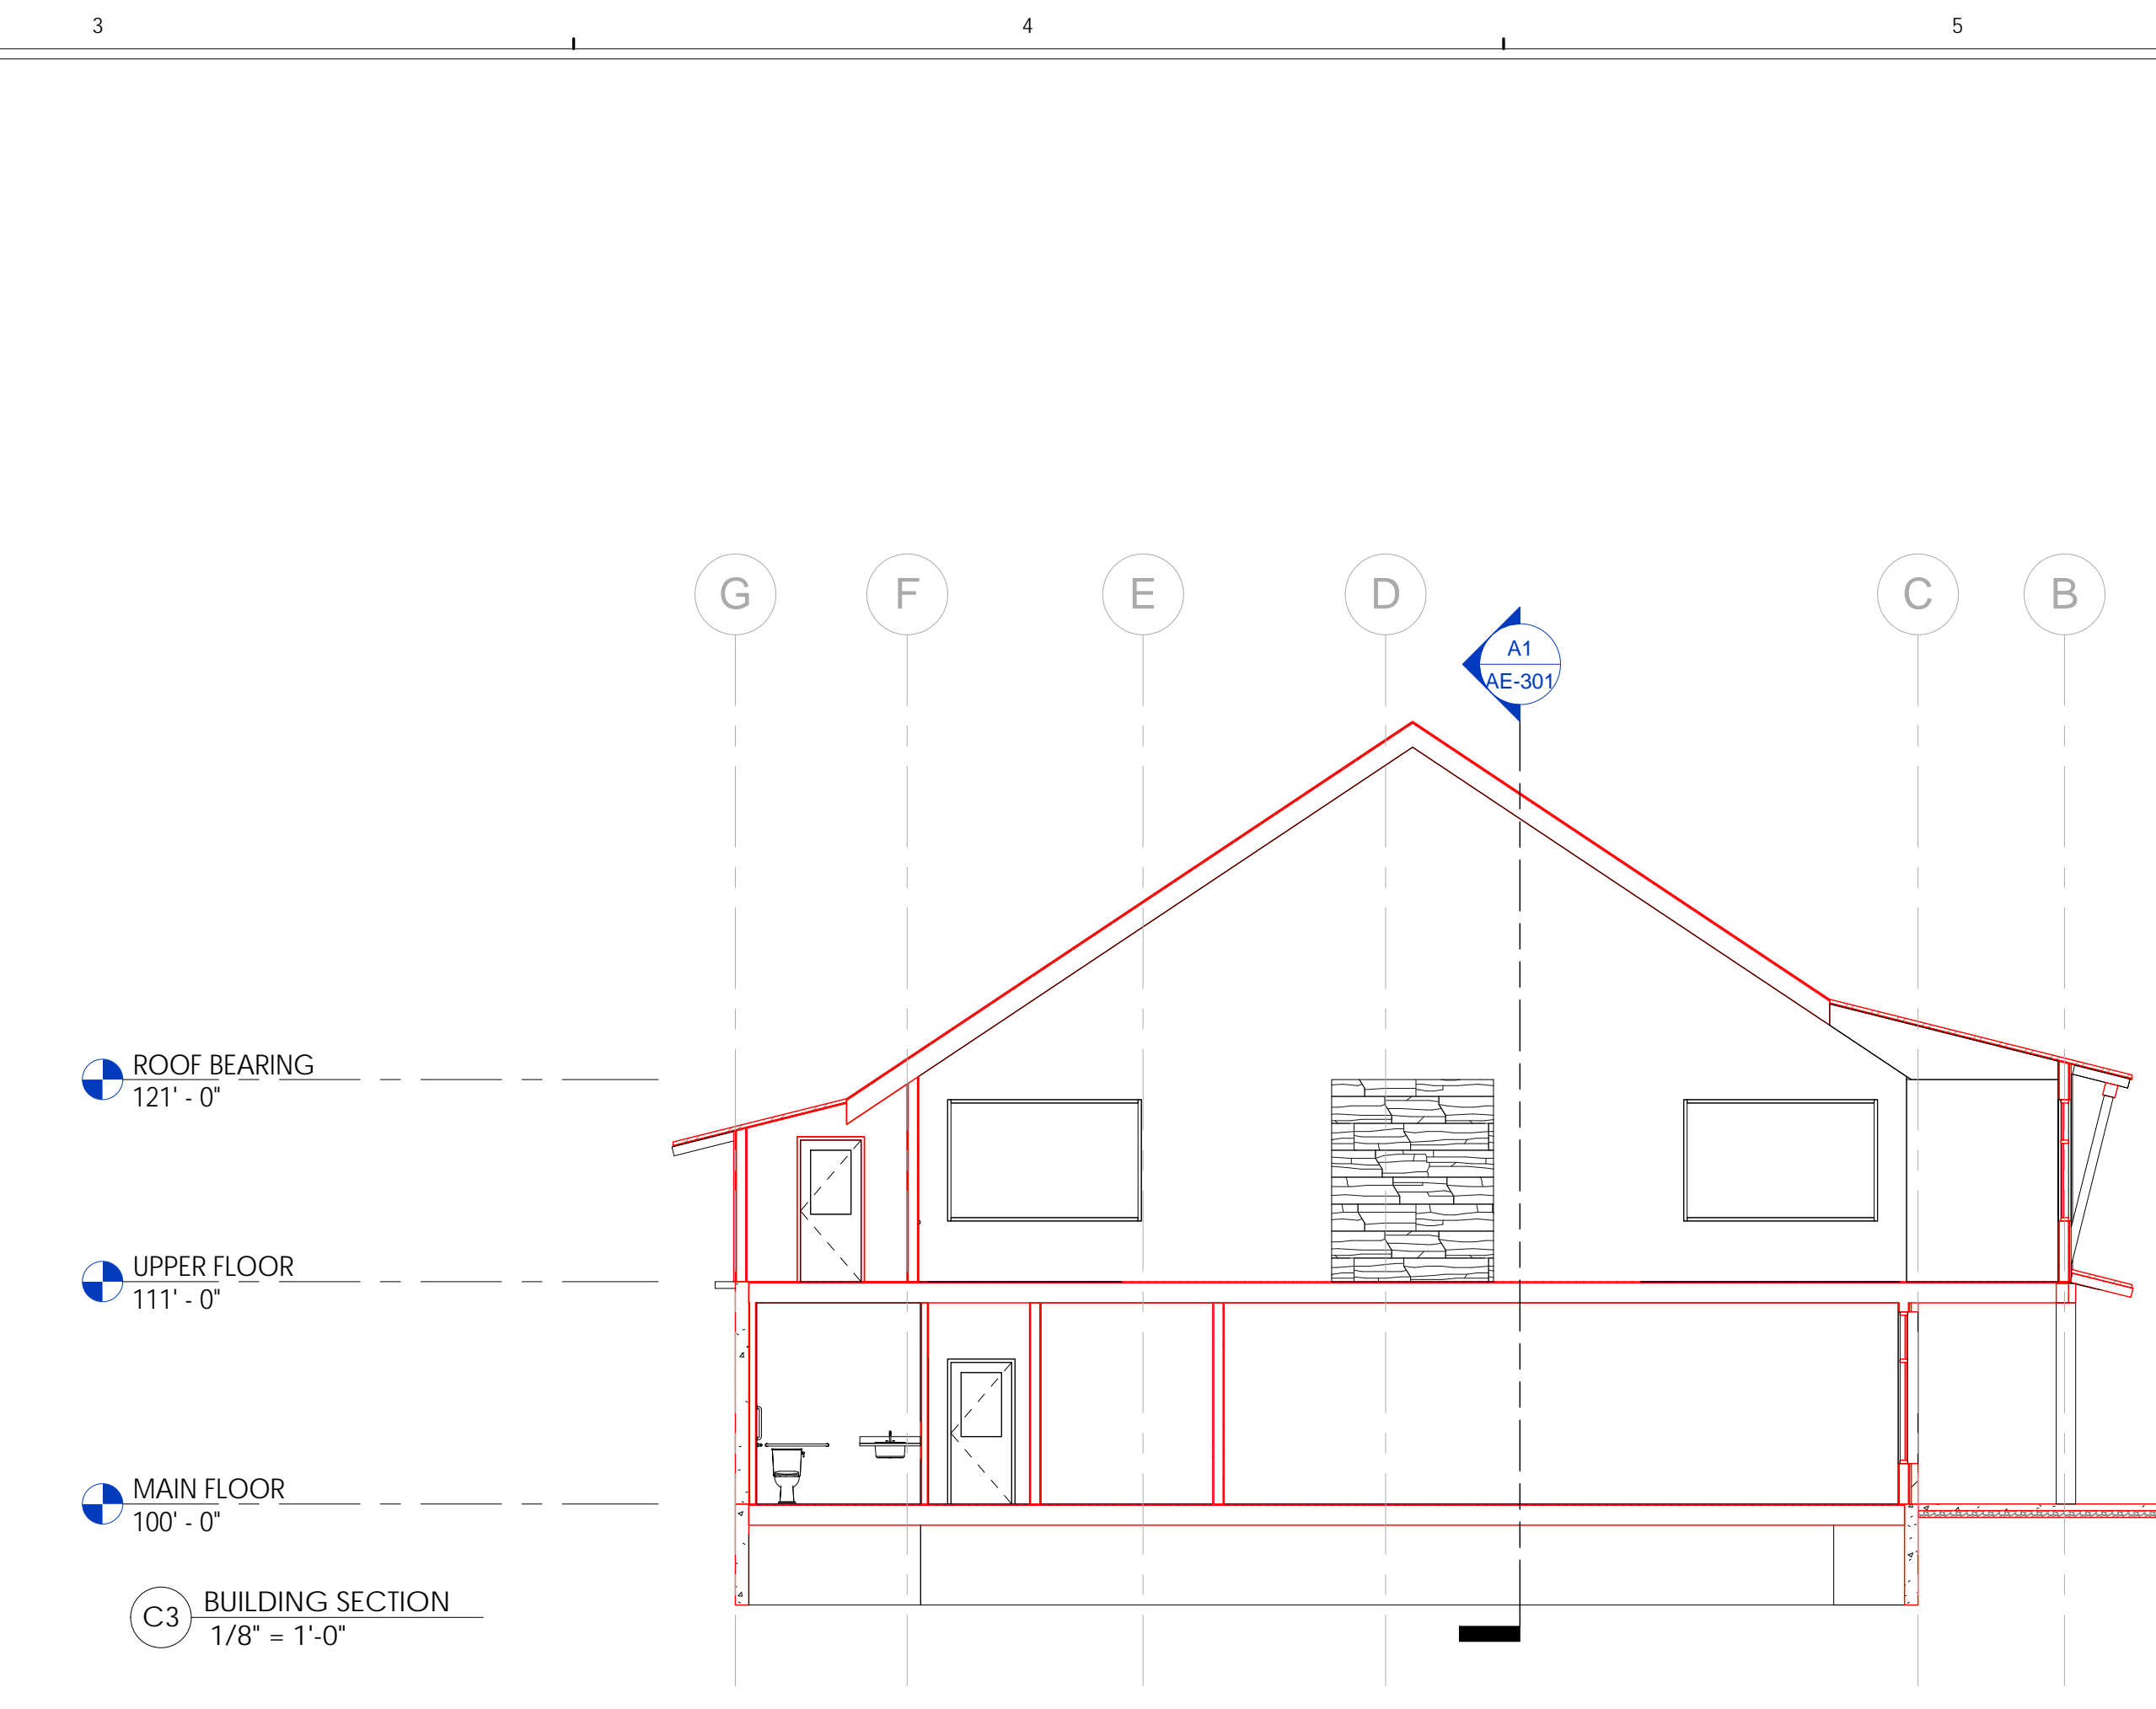 3 4 5
G F E D C B
A1
AE-301
ROOF BEARING
121' - 0"
UPPER FLOOR
111' - 0"
MAIN FLOOR
100' - 0"
C3 BUILDING SECTION
1/8" = 1'-0"